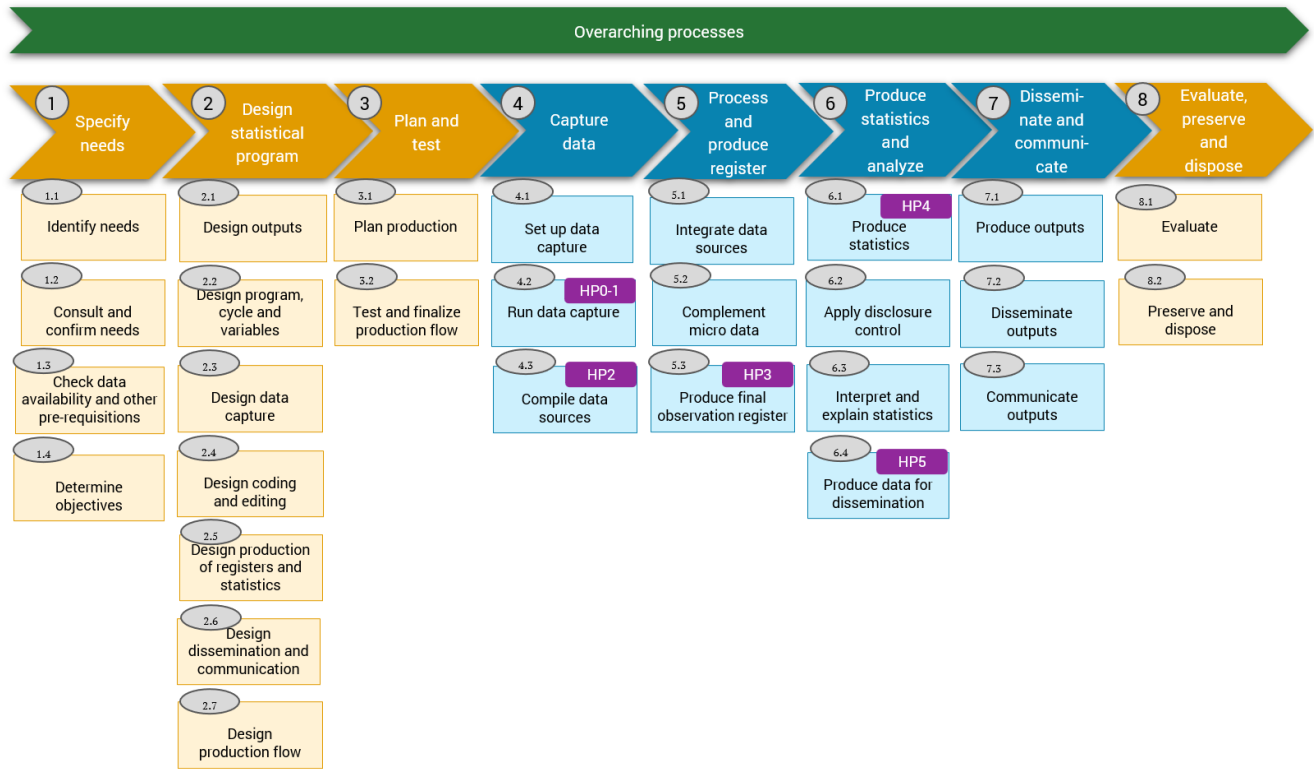 Overarching processes
1
Specify
needs
2
Design
statistical
program
3
Plan and
test
4
Capture
data
5
Process
and
produce
register
6
Produce
statistics
and
analyze
7
Dissemi-
nate and
communi-
cate
8
Evaluate,
preserve
and
dispose
1.1
Identify needs
1.2
Consult and
confirm needs
1.3
Check data
availability and other
pre-requisitions
1.4
Determine
objectives
2.1
Design outputs
2.2
Design program,
cycle and
variables
2.3
Design data
capture
2.4
Design coding
and editing
2.5
Design production
of registers and
statistics
2.6
Design
dissemination and
communication
2.7
Design
production flow
3.1
Plan production
3.2
Test and finalize
production flow
4.1
Set up data
capture
4.2
HP0-1
Run data capture
4.3
HP2
Compile data
sources
5.1
Integrate data
sources
5.2
Complement
micro data
5.3
HP3
Produce final
observation register
6.1
HP4
Produce
statistics
6.2
Apply disclosure
control
6.3
Interpret and
explain statistics
6.4
HP5
Produce data for
dissemination
7.1
Produce outputs
7.2
Disseminate
outputs
7.3
Communicate
outputs
8.1
Evaluate
8.2
Preserve and
dispose